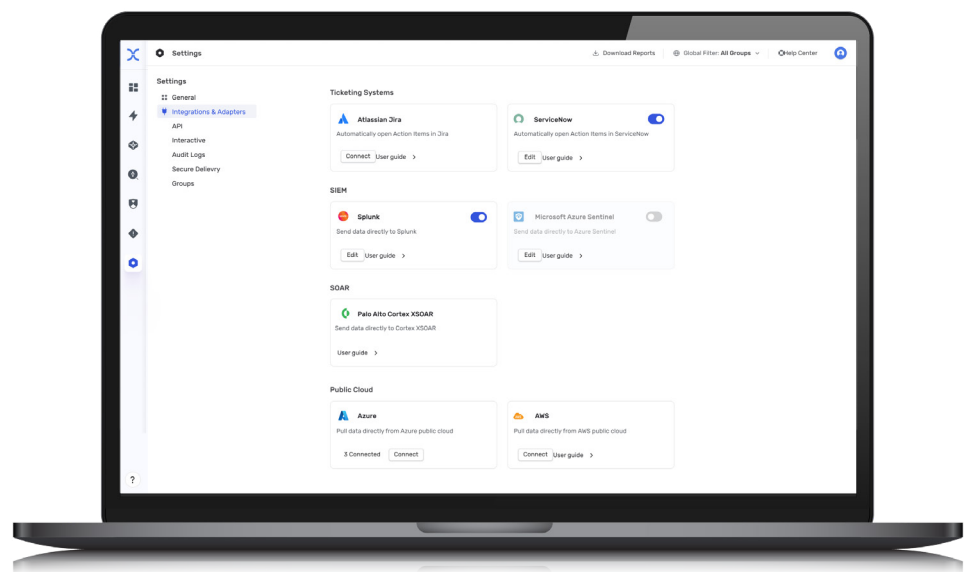 Settings
Download Reports
Global Filter: All Groups
Help Center
Settings
General
Integrations & Adapters
API
Interactive
Audit Logs
Secure Delievry
Groups
?
Ticketing Systems
Atlassian Jira
Automatically open Action Items in Jira
Connect User guide >
ServiceNow
Automatically open Action Items in ServiceNow
Edit User guide >
SIEM
Splunk
Send data directly to Splunk
Edit User guide >
Microsoft Azure Sentinel
Send data directly to Azure Sentinel
Edit User guide >
SOAR
Palo Alto Cortex XSOAR
Send data directly to Cortex XSOAR
User guide >
Public Cloud
Azure
Pull data directly from Azure public cloud
3 Connected Connect
AWS
Pull data directly from AWS public cloud
Connect User guide >